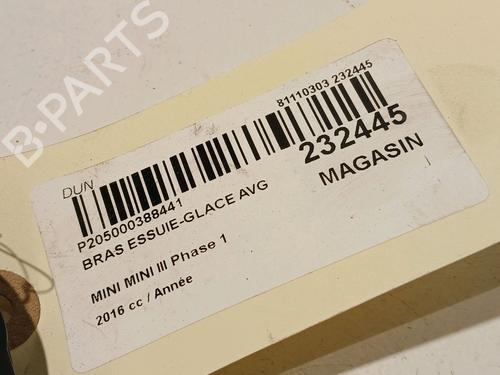 B-PARTS
81110303 232445
DUN
232445
P205000388441
MAGASIN
BRAS ESSUIE-GLACE AVG
MINI MINI III Phase 1
2016 cc / Année